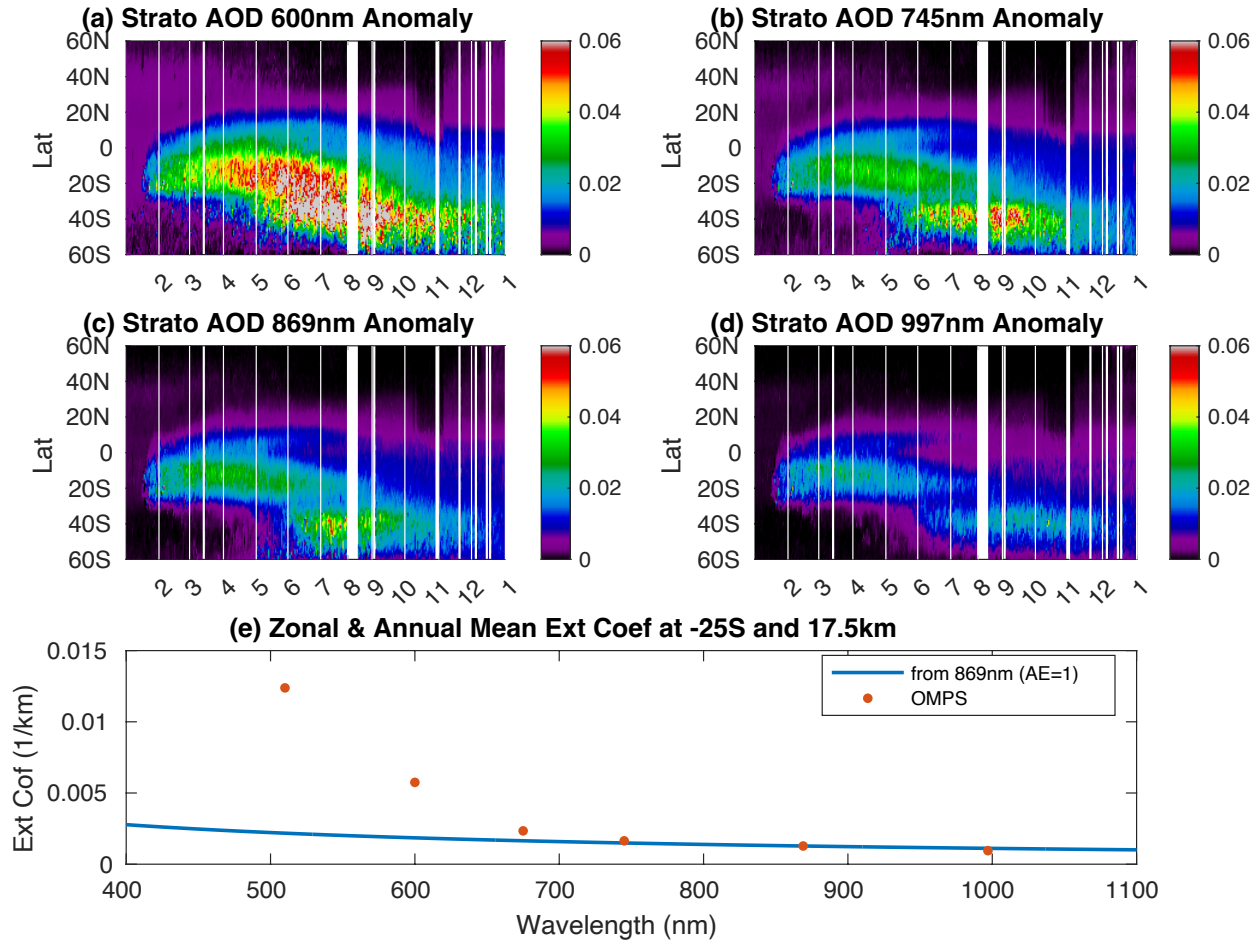 (a) Strato AOD 600nm Anomaly
60N
40N
20N
0
20S
40S
60S
Lat
2 3 4 5 6 7 8 9 10 11 12 1
0.06
0.04
0.02
0
(b) Strato AOD 745nm Anomaly
60N
40N
20N
0
20S
40S
60S
Lat
2 3 4 5 6 7 8 9 10 11 12 1
0.06
0.04
0.02
0
(c) Strato AOD 869nm Anomaly
60N
40N
20N
0
20S
40S
60S
Lat
2 3 4 5 6 7 8 9 10 11 12 1
0.06
0.04
0.02
0
(d) Strato AOD 997nm Anomaly
60N
40N
20N
0
20S
40S
60S
Lat
2 3 4 5 6 7 8 9 10 11 12 1
0.06
0.04
0.02
0
(e) Zonal & Annual Mean Ext Coef at -25S and 17.5km
0.015
0.01
0.005
0
Ext Cof (1/km)
from 869nm (AE=1)
OMPS
400 500 600 700 800 900 1000 1100
Wavelength (nm)